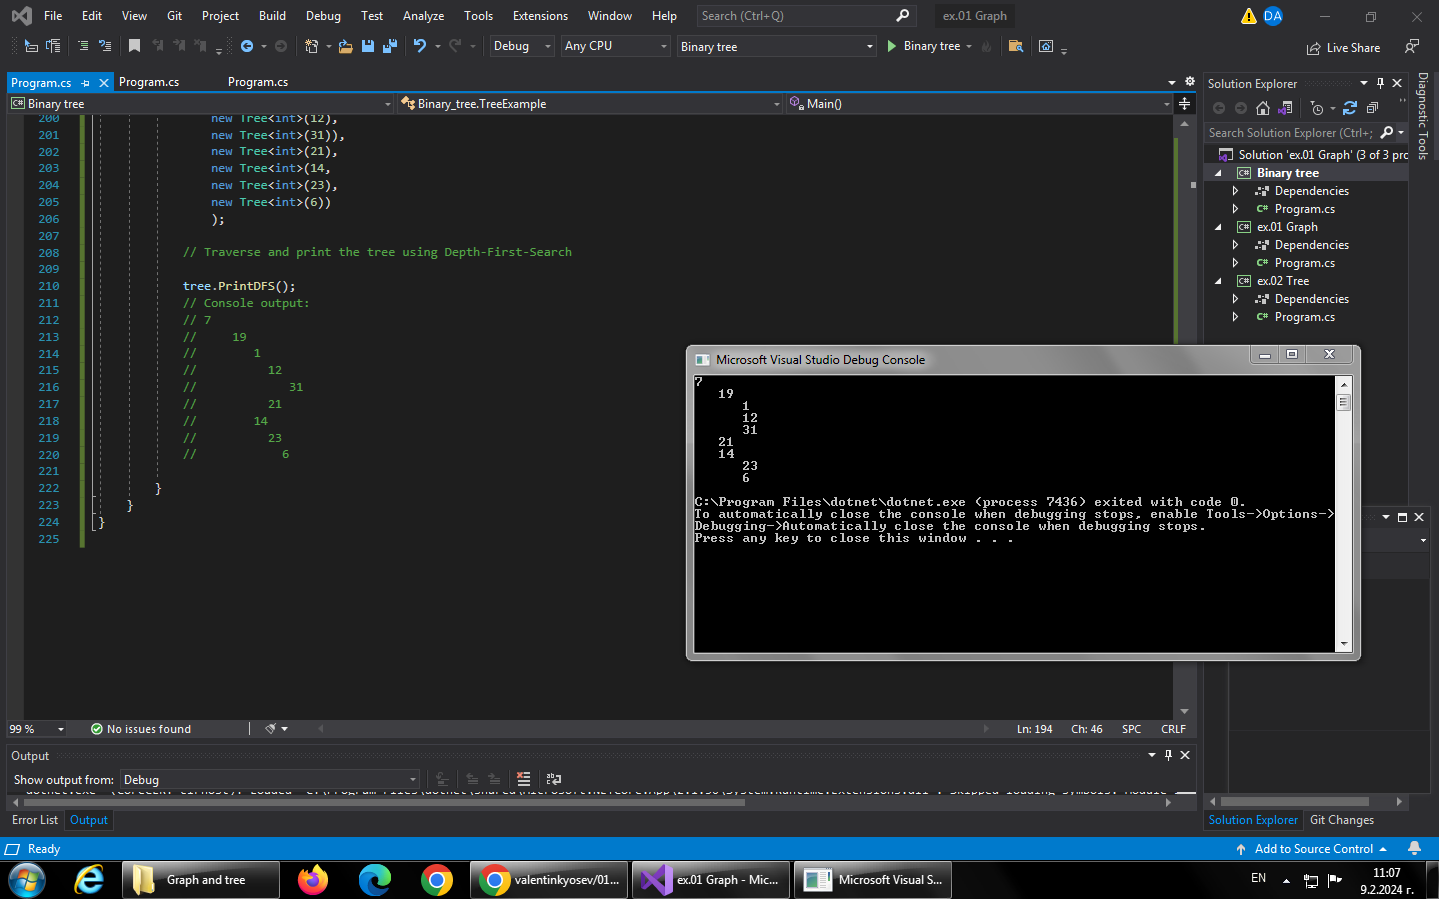 File Edit View Git Project Build Debug Test Analyze Tools Extensions Window Help Search (Ctrl+Q) ex.01 Graph DA
Debug Any CPU Binary tree Binary tree Live Share
Program.cs Program.cs Program.cs
Binary tree Binary_tree.TreeExample Main()
200 new Tree<int>(12),
201 new Tree<int>(31)),
202 new Tree<int>(21),
203 new Tree<int>(14,
204 new Tree<int>(23),
205 new Tree<int>(6))
206 );
207
208 // Traverse and print the tree using Depth-First-Search
209
210 tree.PrintDFS();
211 // Console output:
212 // 7
213 // 19
214 // 1
215 // 12
216 // 31
217 // 21
218 // 14
219 // 23
220 // 6
221
222 }
223 }
224 }
225
99 % No issues found Ln: 194 Ch: 46 SPC CRLF
Microsoft Visual Studio Debug Console
7
19
1
12
31
21
14
23
6
C:\Program Files\dotnet\dotnet.exe (process 7436) exited with code 0.
To automatically close the console when debugging stops, enable Tools->Options->
Debugging->Automatically close the console when debugging stops.
Press any key to close this window . . .
Solution Explorer
Search Solution Explorer (Ctrl+;
Solution 'ex.01 Graph' (3 of 3 pro
Binary tree
Dependencies
C# Program.cs
ex.01 Graph
Dependencies
C# Program.cs
ex.02 Tree
Dependencies
C# Program.cs
Diagnostic Tools
Output
Show output from: Debug
Error List Output
Solution Explorer Git Changes
Ready Add to Source Control
Graph and tree valentinkyosev/01... ex.01 Graph - Mic... Microsoft Visual S... EN 11:07
9.2.2024 г.